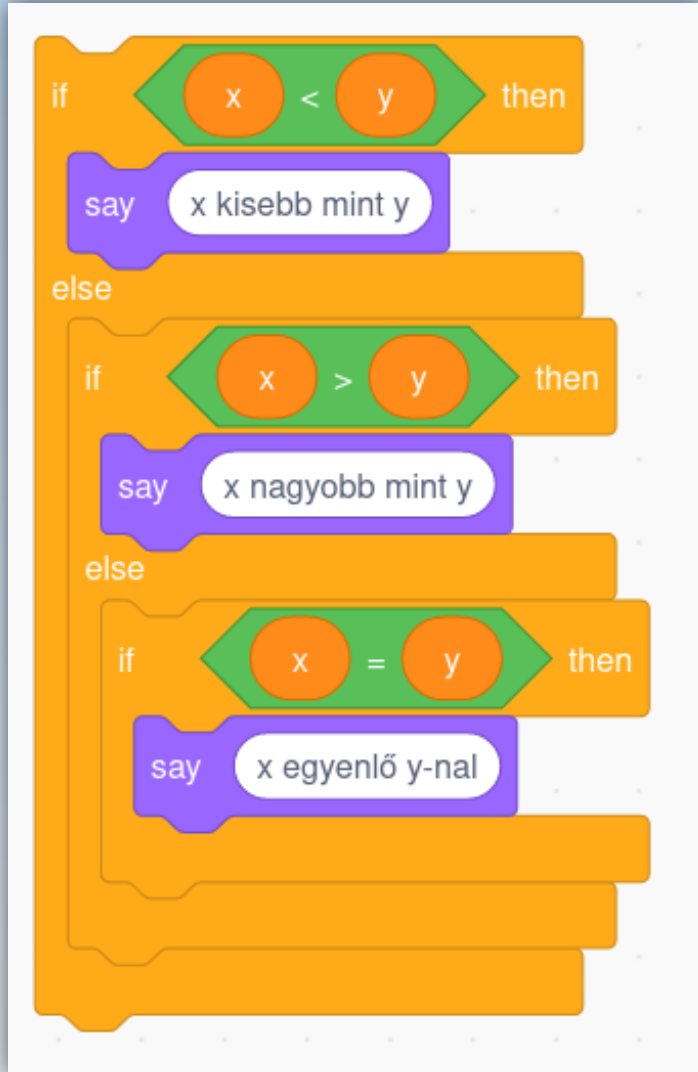 if x < y then
say x kisebb mint y
else
if x > y then
say x nagyobb mint y
else
if x = y then
say x egyenlő y-nal